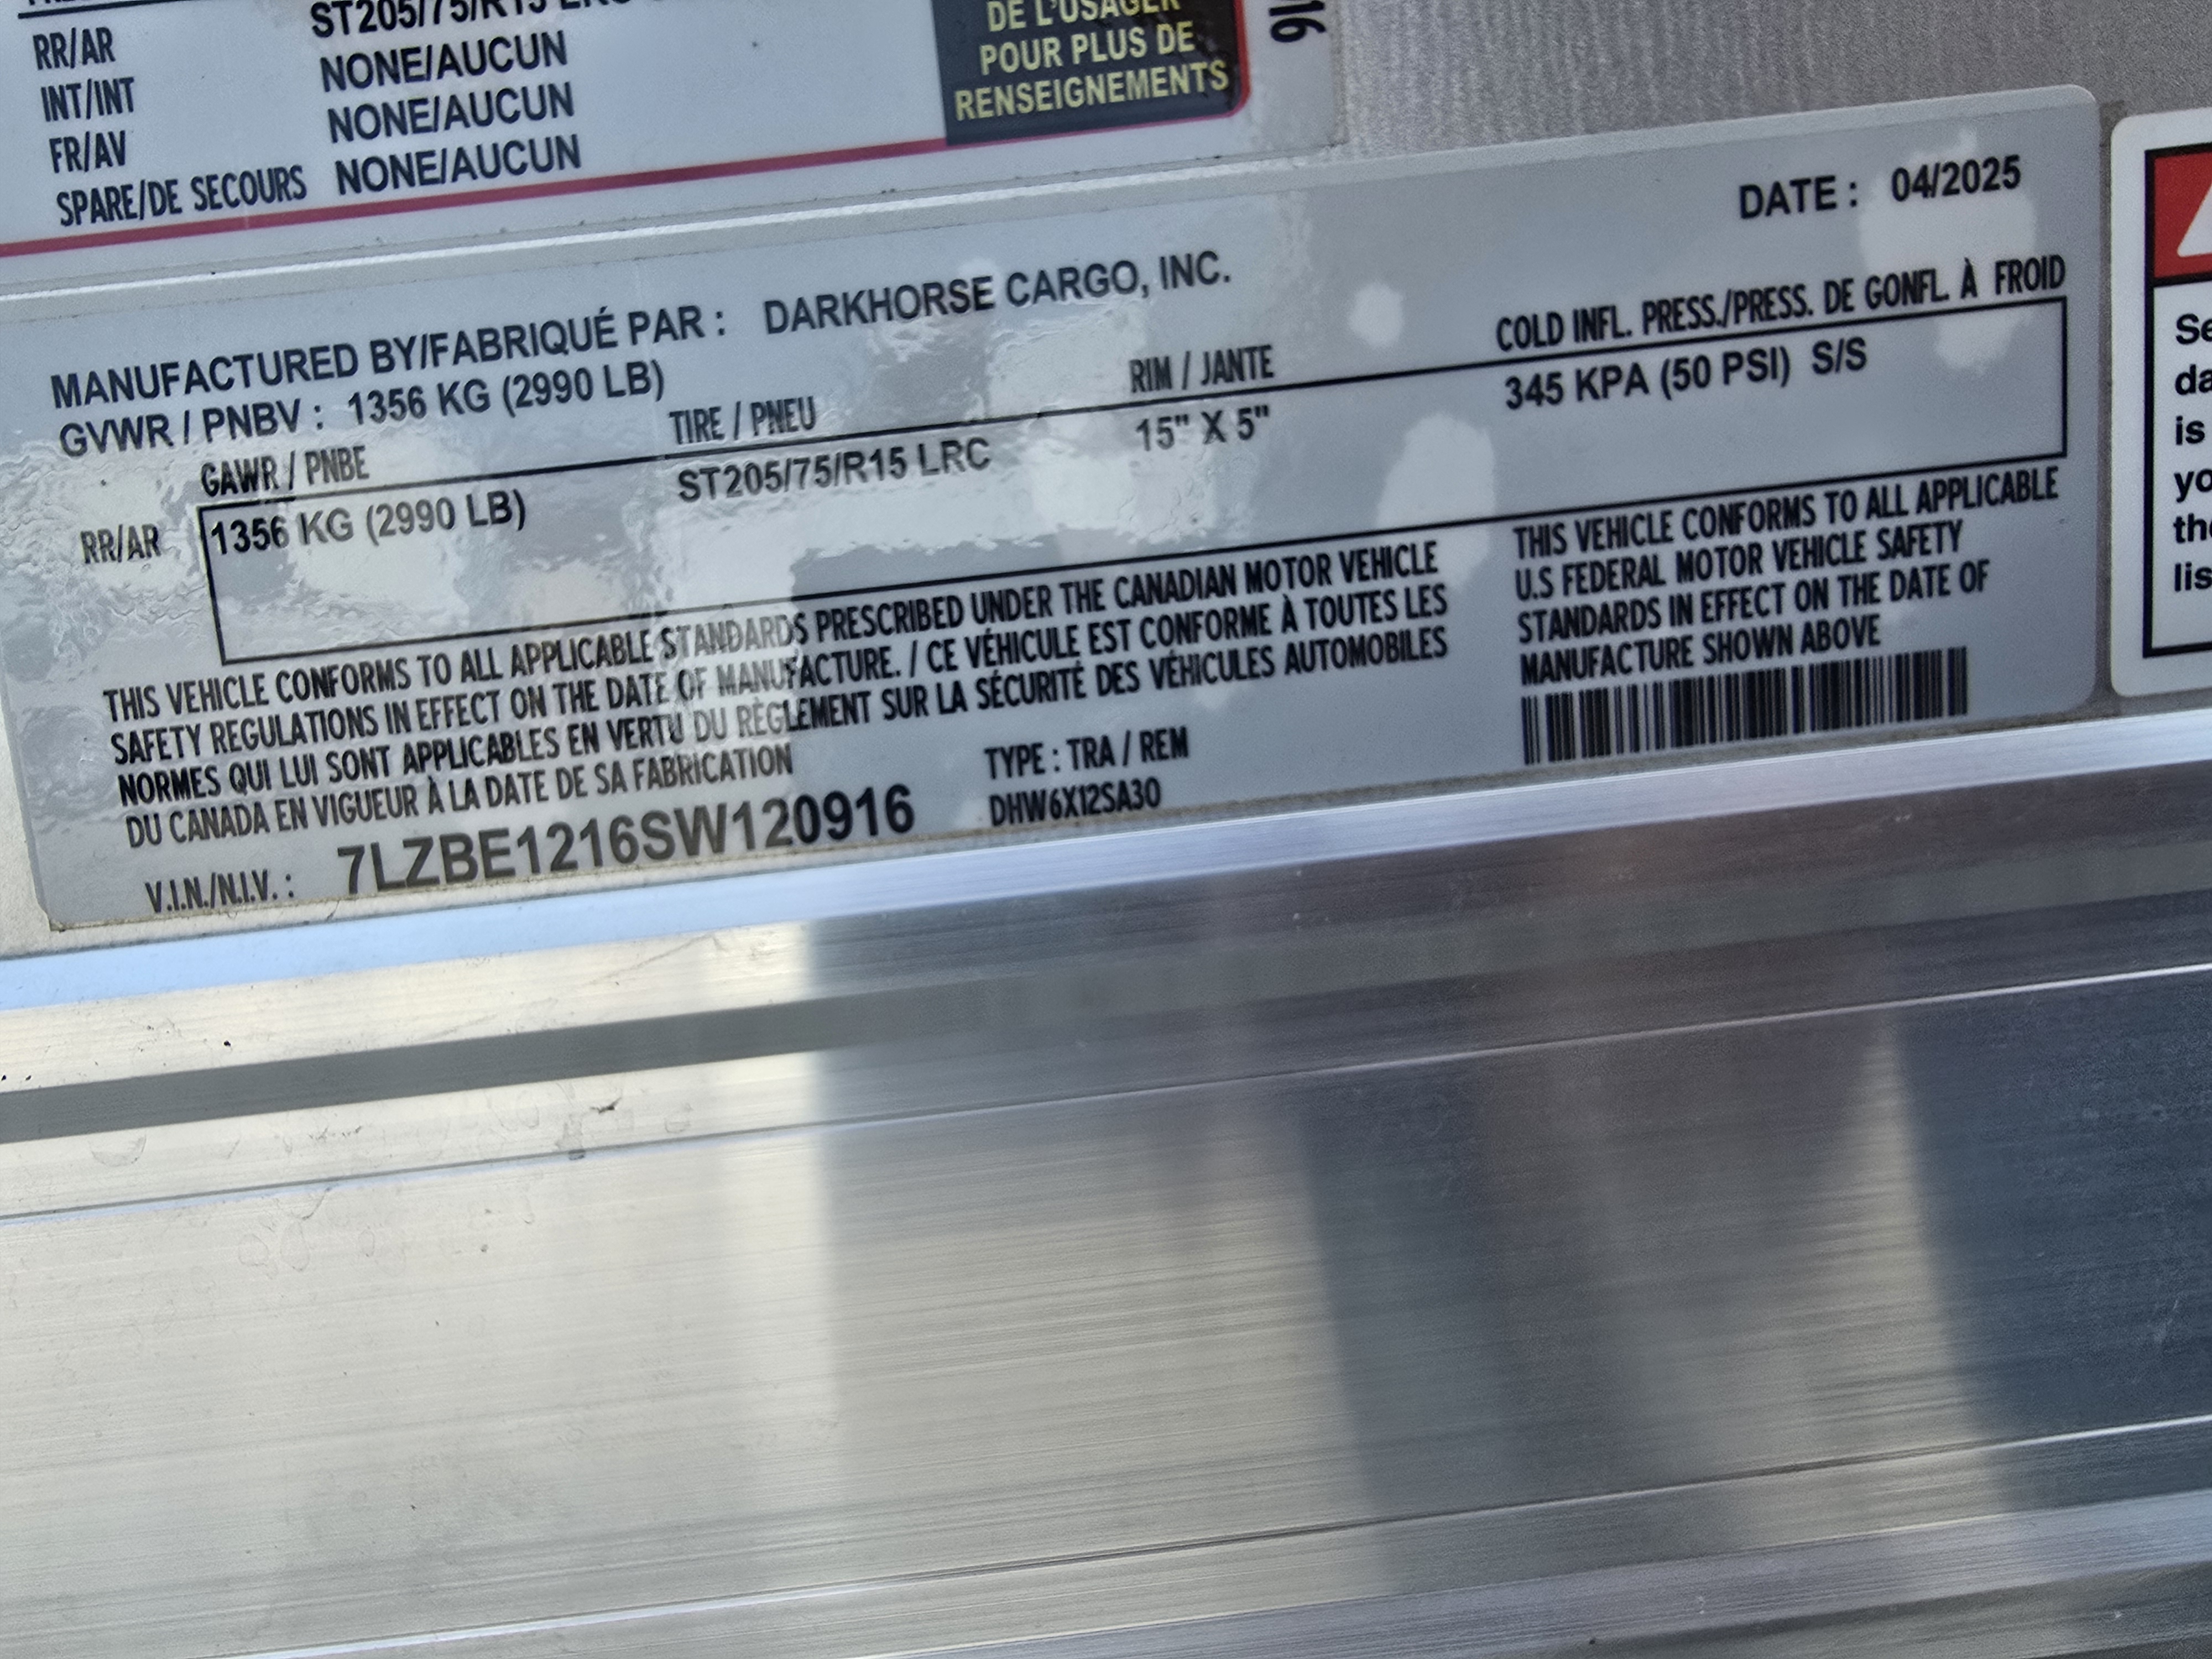 ST205/75/R15
RR/AR NONE/AUCUN
INT/INT NONE/AUCUN
FR/AV NONE/AUCUN
SPARE/DE SECOURS
DE L'USAGER
POUR PLUS DE
RENSEIGNEMENTS
16
DATE : 04/2025
MANUFACTURED BY/FABRIQUÉ PAR : DARKHORSE CARGO, INC.
GVWR / PNBV : 1356 KG (2990 LB)
GAWR / PNBE TIRE / PNEU RIM / JANTE COLD INFL. PRESS./PRESS. DE GONFL. À FROID
RR/AR 1356 KG (2990 LB) ST205/75/R15 LRC 15" X 5" 345 KPA (50 PSI) S/S
THIS VEHICLE CONFORMS TO ALL APPLICABLE STANDARDS PRESCRIBED UNDER THE CANADIAN MOTOR VEHICLE
SAFETY REGULATIONS IN EFFECT ON THE DATE OF MANUFACTURE. / CE VÉHICULE EST CONFORME À TOUTES LES
NORMES QUI LUI SONT APPLICABLES EN VERTU DU RÈGLEMENT SUR LA SÉCURITÉ DES VÉHICULES AUTOMOBILES
DU CANADA EN VIGUEUR À LA DATE DE SA FABRICATION
THIS VEHICLE CONFORMS TO ALL APPLICABLE
U.S FEDERAL MOTOR VEHICLE SAFETY
STANDARDS IN EFFECT ON THE DATE OF
MANUFACTURE SHOWN ABOVE
TYPE : TRA / REM
DHW6X12SA30
V.I.N./N.I.V. : 7LZBE1216SW120916
is